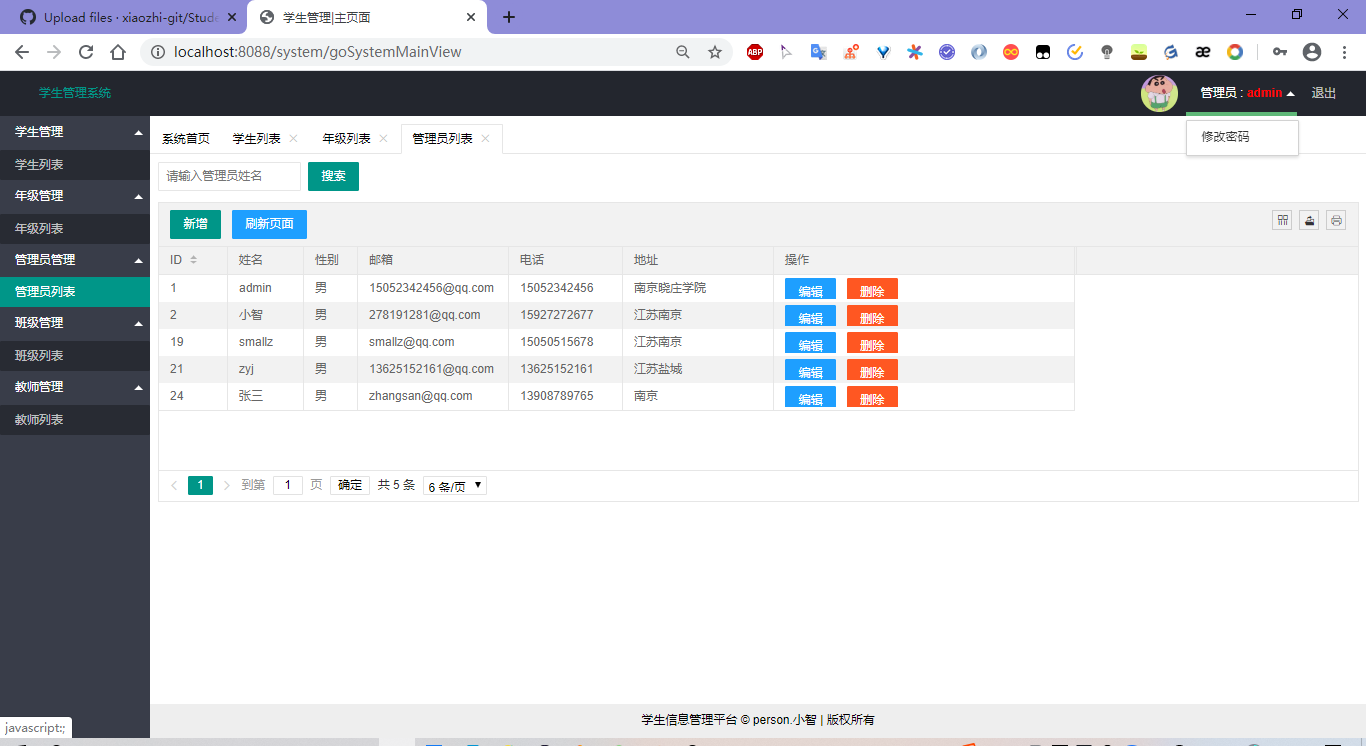 Upload files · xiaozhi-git/Stude
学生管理|主页面
localhost:8088/system/goSystemMainView
ABP
学生管理系统
管理员 : admin
退出
修改密码
学生管理
学生列表
年级管理
年级列表
管理员管理
管理员列表
班级管理
班级列表
教师管理
教师列表
系统首页 学生列表 年级列表 管理员列表
请输入管理员姓名 搜索
新增 刷新页面
ID 姓名 性别 邮箱 电话 地址 操作
1 admin 男 15052342456@qq.com 15052342456 南京晓庄学院 编辑 删除
2 小智 男 278191281@qq.com 15927272677 江苏南京 编辑 删除
19 smallz 男 smallz@qq.com 15050515678 江苏南京 编辑 删除
21 zyj 男 13625152161@qq.com 13625152161 江苏盐城 编辑 删除
24 张三 男 zhangsan@qq.com 13908789765 南京 编辑 删除
1 到第 1 页 确定 共 5 条 6 条/页
学生信息管理平台 © person.小智 | 版权所有
javascript:;